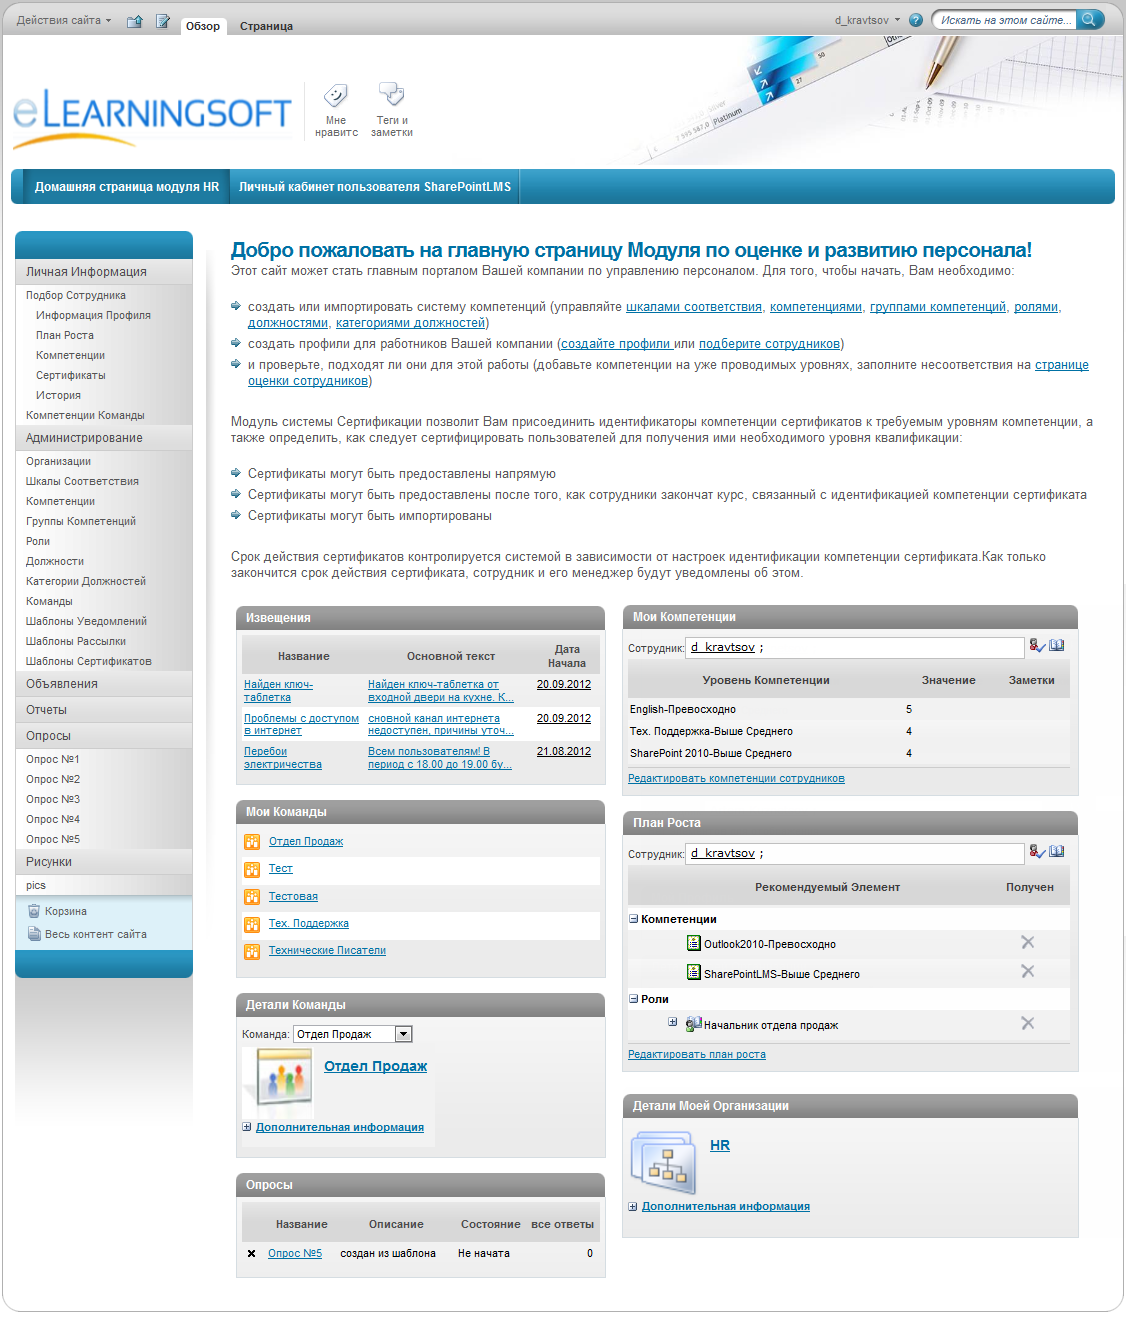 Действия сайта
Обзор
Страница
d_kravtsov
Искать на этом сайте...
eLearningsoft
Мне нравитс
Теги и заметки
Домашняя страница модуля HR
Личный кабинет пользователя SharePointLMS
Личная Информация
Подбор Сотрудника
Информация Профиля
План Роста
Компетенции
Сертификаты
История
Компетенции Команды
Администрирование
Организации
Шкалы Соответствия
Компетенции
Группы Компетенций
Роли
Должности
Категории Должностей
Команды
Шаблоны Уведомлений
Шаблоны Рассылки
Шаблоны Сертификатов
Объявления
Отчеты
Опросы
Опрос №1
Опрос №2
Опрос №3
Опрос №4
Опрос №5
Рисунки
pics
Корзина
Весь контент сайта
Добро пожаловать на главную страницу Модуля по оценке и развитию персонала!
Этот сайт может стать главным порталом Вашей компании по управлению персоналом. Для того, чтобы начать, Вам необходимо:
создать или импортировать систему компетенций (управляйте шкалами соответствия, компетенциями, группами компетенций, ролями,
должностями, категориями должностей)
создать профили для работников Вашей компании (создайте профили или подберите сотрудников)
и проверьте, подходят ли они для этой работы (добавьте компетенции на уже проводимых уровнях, заполните несоответствия на странице
оценки сотрудников)
Модуль системы Сертификации позволит Вам присоединить идентификаторы компетенции сертификатов к требуемым уровням компетенции, а
также определить, как следует сертифицировать пользователей для получения ими необходимого уровня квалификации:
Сертификаты могут быть предоставлены напрямую
Сертификаты могут быть предоставлены после того, как сотрудники закончат курс, связанный с идентификацией компетенции сертификата
Сертификаты могут быть импортированы
Срок действия сертификатов контролируется системой в зависимости от настроек идентификации компетенции сертификата.Как только
закончится срок действия сертификата, сотрудник и его менеджер будут уведомлены об этом.
Извещения
Название Основной текст Дата Начала
Найден ключ-таблетка Найден ключ-таблетка от входной двери на кухне. К... 20.09.2012
Проблемы с доступом в интернет сновной канал интернета недоступен, причины уточ... 20.09.2012
Перебои электричества Всем пользователям! В период с 18.00 до 19.00 бу... 21.08.2012
Мои Команды
Отдел Продаж
Тест
Тестовая
Тех. Поддержка
Технические Писатели
Детали Команды
Команда: Отдел Продаж
Отдел Продаж
Дополнительная информация
Опросы
Название Описание Состояние все ответы
Опрос №5 создан из шаблона Не начата 0
Мои Компетенции
Сотрудник: d_kravtsov ;
Уровень Компетенции Значение Заметки
English-Превосходно 5
Тех. Поддержка-Выше Среднего 4
SharePoint 2010-Выше Среднего 4
Редактировать компетенции сотрудников
План Роста
Сотрудник: d_kravtsov ;
Рекомендуемый Элемент Получен
Компетенции
Outlook2010-Превосходно
SharePointLMS-Выше Среднего
Роли
Начальник отдела продаж
Редактировать план роста
Детали Моей Организации
HR
Дополнительная информация